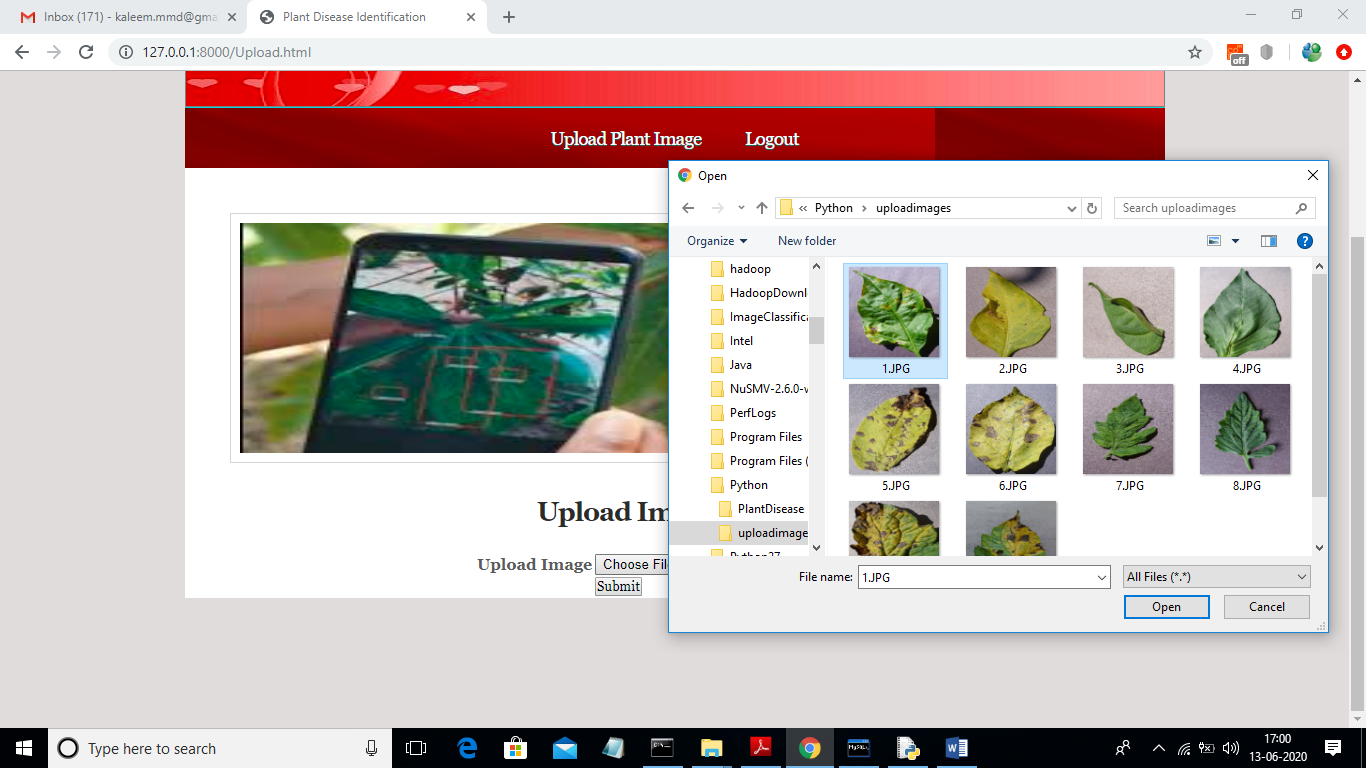 Inbox (171) - kaleem.mmd@gma
Plant Disease Identification
127.0.0.1:8000/Upload.html
off
Upload Plant Image
Logout
Open
Python
uploadimages
Search uploadimages
Organize
New folder
hadoop
HadoopDownl
ImageClassifica
Intel
Java
NuSMV-2.6.0-v
PerfLogs
Program Files
Program Files (
Python
PlantDisease
uploadimage
Python27
1.JPG
2.JPG
3.JPG
4.JPG
5.JPG
6.JPG
7.JPG
8.JPG
File name:
1.JPG
All Files (*.*)
Open
Cancel
Upload Im
Upload Image
Choose Fil
Submit
Type here to search
17:00
13-06-2020